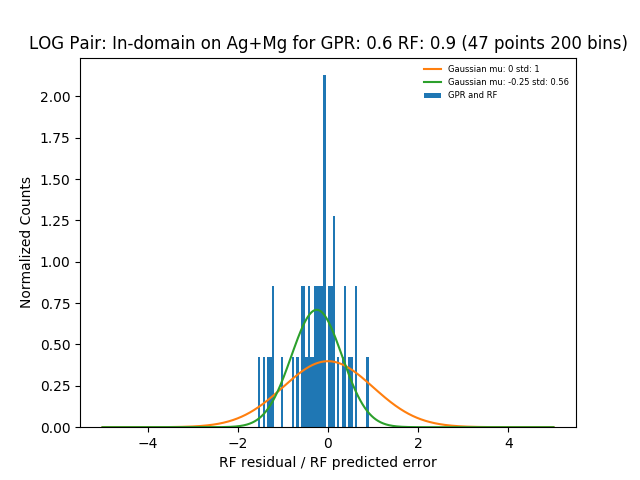 LOG Pair: In-domain on Ag+Mg for GPR: 0.6 RF: 0.9 (47 points 200 bins)
Gaussian mu: 0 std: 1
Gaussian mu: -0.25 std: 0.56
GPR and RF
Normalized Counts
2.00
1.75
1.50
1.25
1.00
0.75
0.50
0.25
0.00
−4
−2
0
2
4
RF residual / RF predicted error